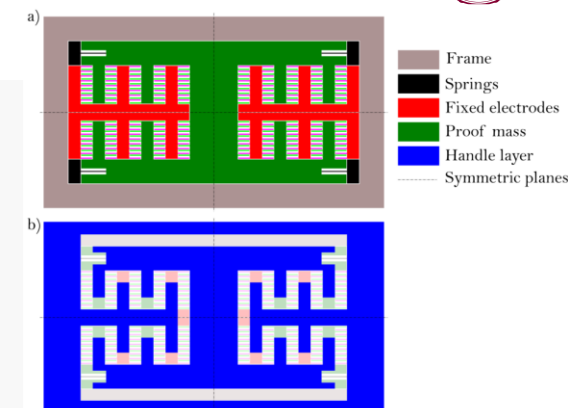 a)
Frame
Springs
Fixed electrodes
Proof mass
Handle layer
Symmetric planes
b)